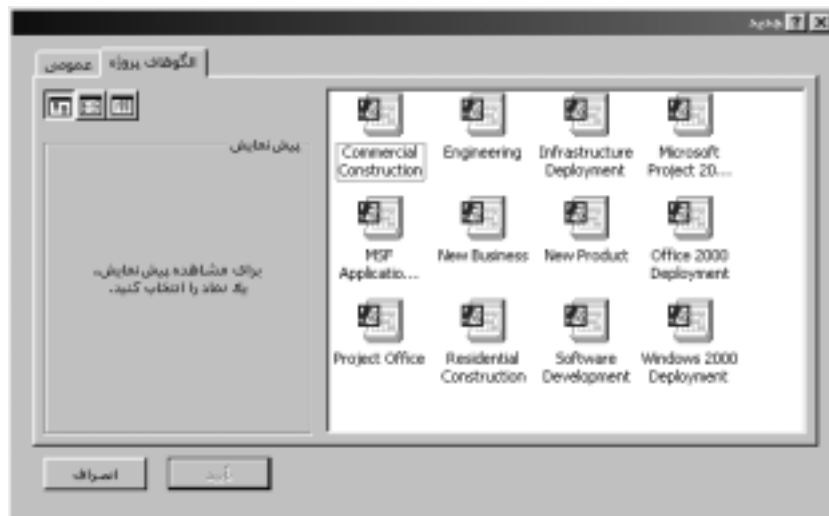 جدید
الگوهای پروژه
عمومی
پیش نمایش
برای مشاهده پیش نمایش،
یک نماد را انتخاب کنید.
Commercial
Construction
Engineering
Infrastructure
Deployment
Microsoft
Project 20....
MSF
Applicatio...
New Business
New Product
Office 2000
Deployment
Project Office
Residential
Construction
Software
Development
Windows 2000
Deployment
تأیید
انصراف